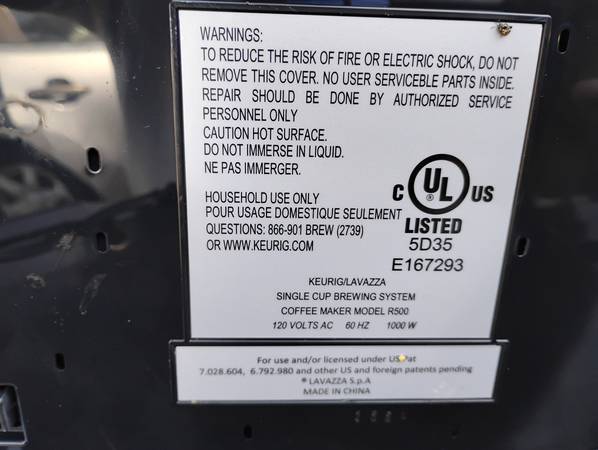 WARNINGS:
TO REDUCE THE RISK OF FIRE OR ELECTRIC SHOCK, DO NOT
REMOVE THIS COVER. NO USER SERVICEBLE PARTS INSIDE.
REPAIR SHOULD BE DONE BY AUTHORIZED SERVICE
PERSONNEL ONLY
CAUTION HOT SURFACE.
DO NOT IMMERSE IN LIQUID.
NE PAS IMMERGER.
HOUSEHOLD USE ONLY
POUR USAGE DOMESTIQUE SEULEMENT
QUESTIONS: 866-901 BREW (2739)
OR WWW.KEURIG.COM
C UL ® US
LISTED
5D35
E167293
KEURIG/LAVAZZA
SINGLE CUP BREWING SYSTEM
COFFEE MAKER MODEL R500
120 VOLTS AC 60 HZ 1000 W
For use and/or licensed under US Pat
7.028.604, 6.792.980 and other US and foreign patents pending
® LAVAZZA S.p.A
MADE IN CHINA